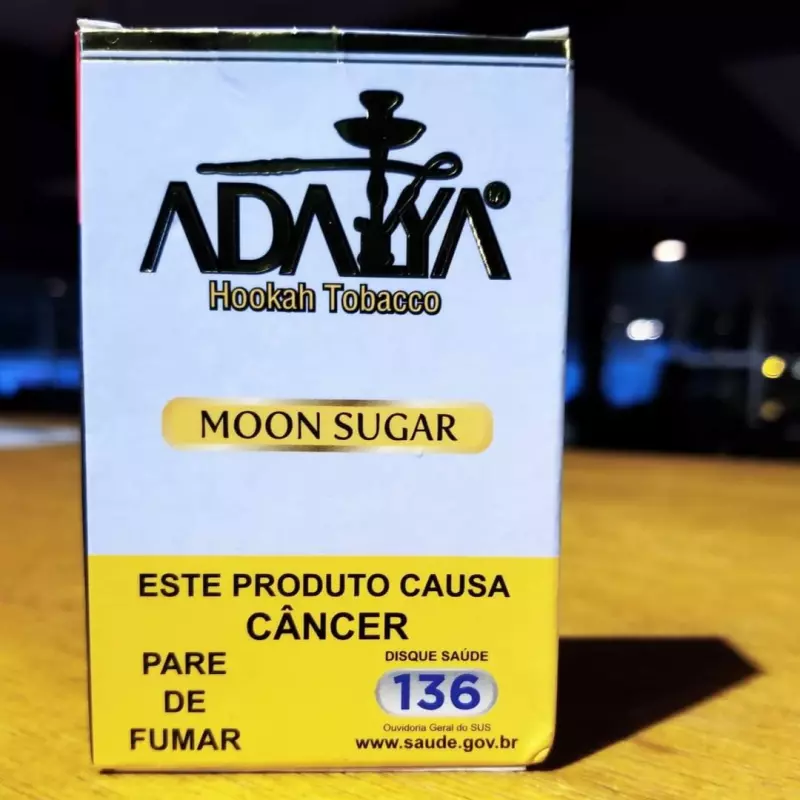 ADALYA®
Hookah Tobacco
MOON SUGAR
ESTE PRODUTO CAUSA
CÂNCER
PARE
DE
FUMAR
DISQUE SAÚDE
136
Ouvidoria Geral do SUS
www.saude.gov.br